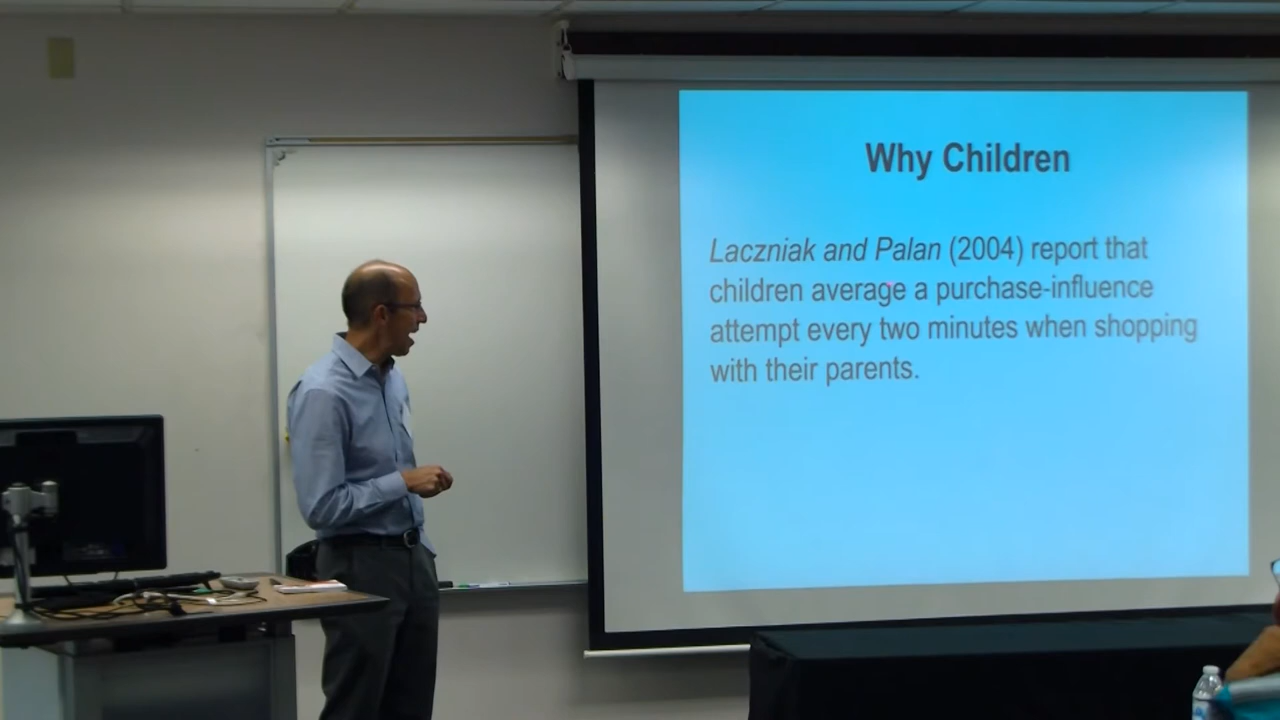 Why Children
Laczniak and Palan (2004) report that
children average a purchase-influence
attempt every two minutes when shopping
with their parents.